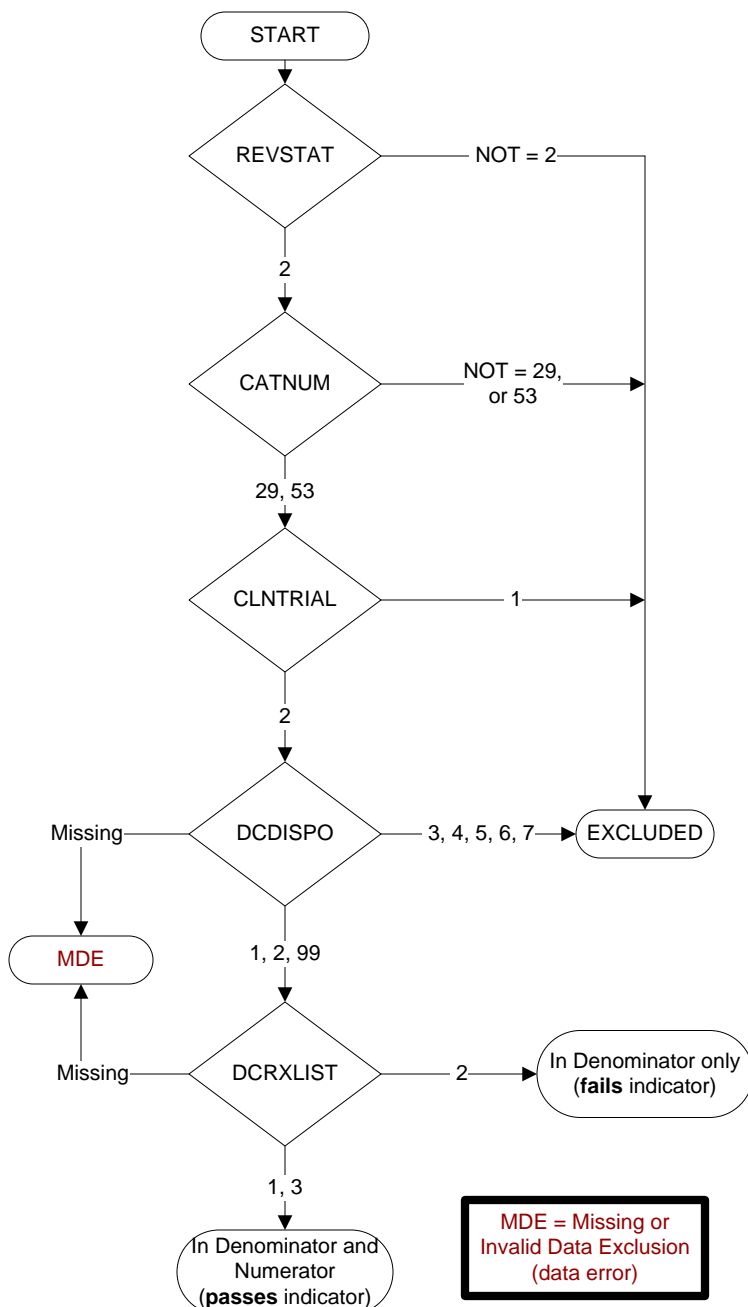 START
REVSTAT
NOT = 2
2
CATNUM
NOT = 29,
or 53
29, 53
CLNTRIAL
1
2
Missing
DCDISPO
3, 4, 5, 6, 7
EXCLUDED
MDE
1, 2, 99
Missing
DCRXLIST
2
In Denominator only
(fails indicator)
1, 3
In Denominator and
Numerator
(passes indicator)
MDE = Missing or
Invalid Data Exclusion
(data error)